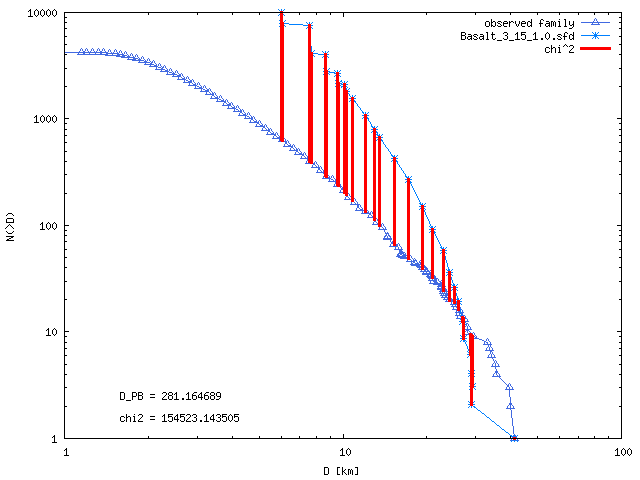 10000
1000
100
10
1
N(>D)
observed family
Basalt_3_15_1.0.sfd
chi^2
D_PB = 281.164689
chi2 = 154523.143505
1 10 100
D [km]